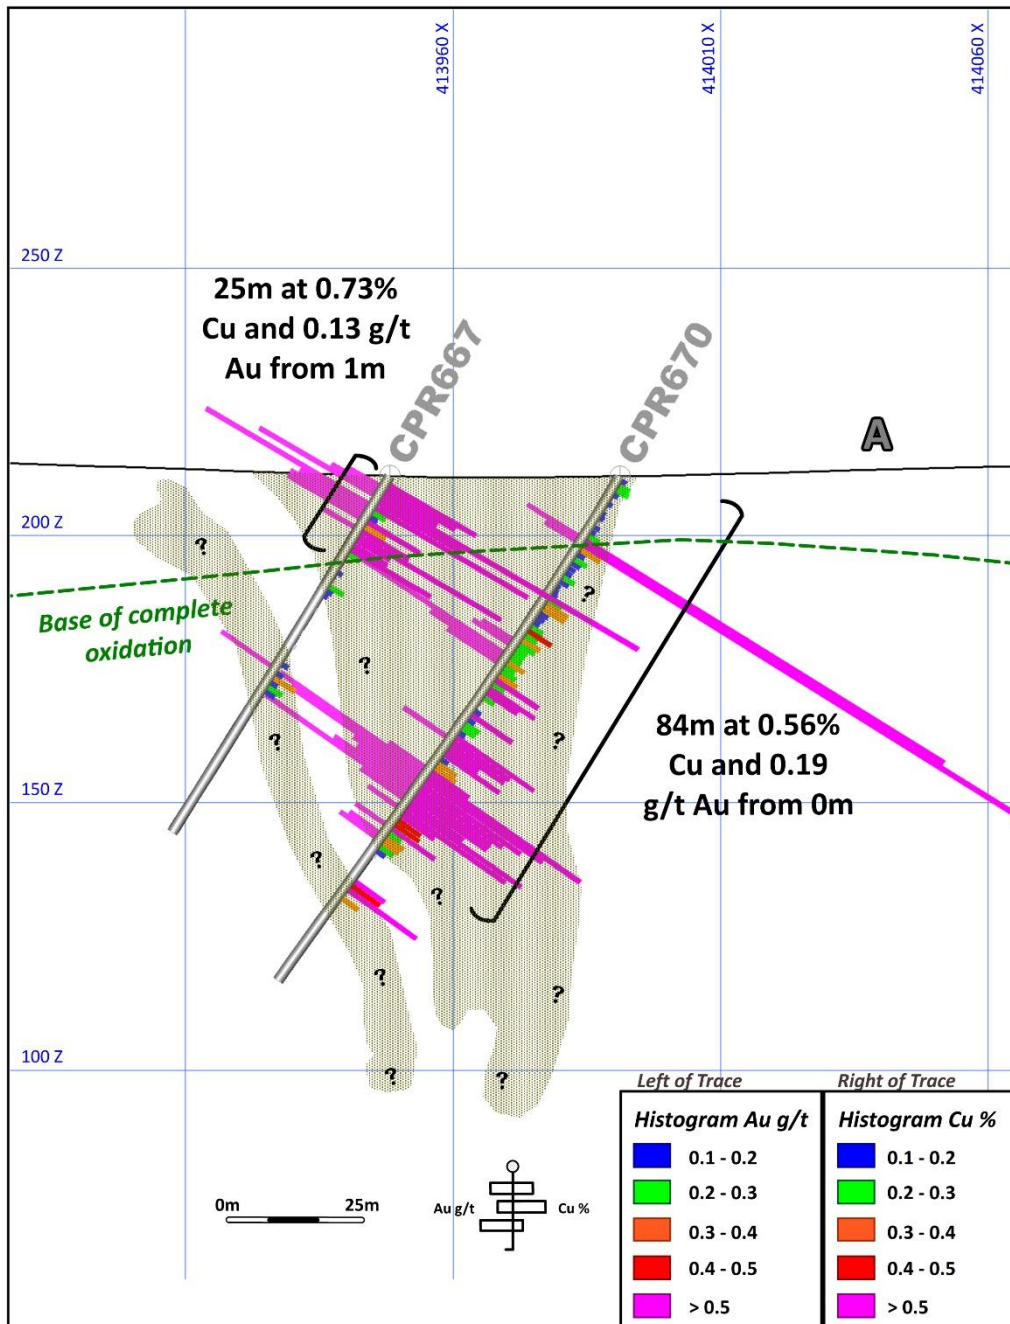 413960 X
414010 X
414060 X
250 Z
25m at 0.73%
Cu and 0.13 g/t
Au from 1m
CPR667
CPR670
A
200 Z
?
?
Base of complete
oxidation
?
84m at 0.56%
Cu and 0.19
g/t Au from 0m
?
?
150 Z
?
?
?
?
100 Z
?
?
Left of Trace
Right of Trace
Histogram Au g/t
Histogram Cu %
0.1 - 0.2
0.1 - 0.2
0.2 - 0.3
0.2 - 0.3
0.3 - 0.4
0.3 - 0.4
0.4 - 0.5
0.4 - 0.5
> 0.5
> 0.5
0m
25m
Au g/t
Cu %